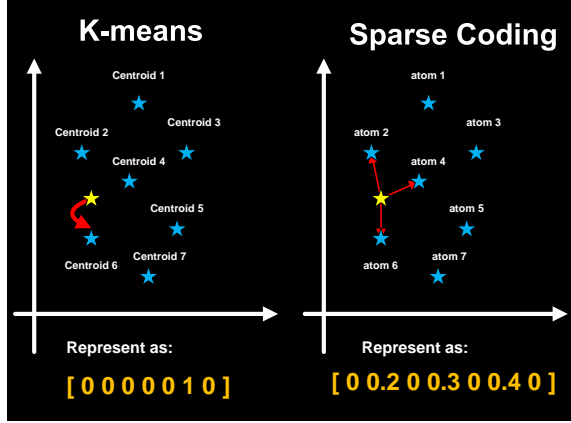 K-means
Centroid 1
Centroid 3
Centroid 2
Centroid 4
Centroid 5
Centroid 6
Centroid 7
Represent as:
[ 0 0 0 0 0 1 0 ]
Sparse Coding
atom 1
atom 3
atom 2
atom 4
atom 5
atom 6
atom 7
Represent as:
[ 0 0.2 0 0.3 0 0.4 0 ]